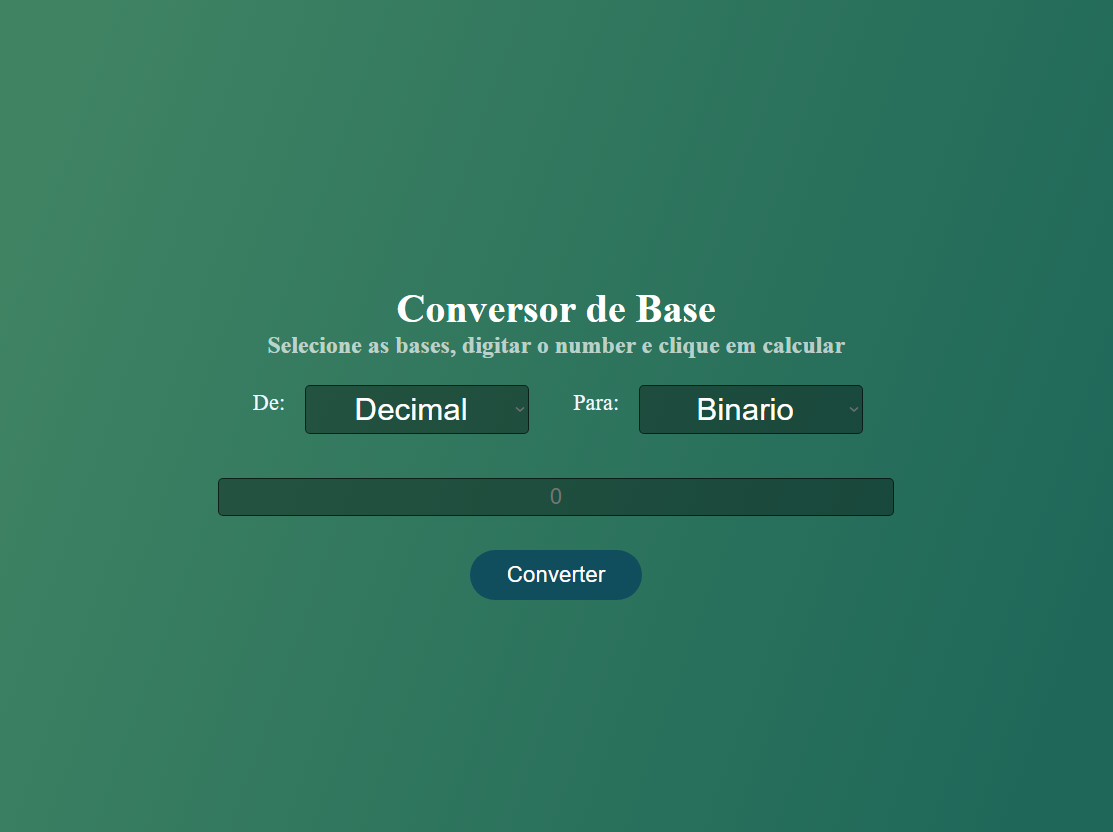 Conversor de Base
Selecione as bases, digitar o number e clique em calcular
De: Decimal Para: Binario
0
Converter